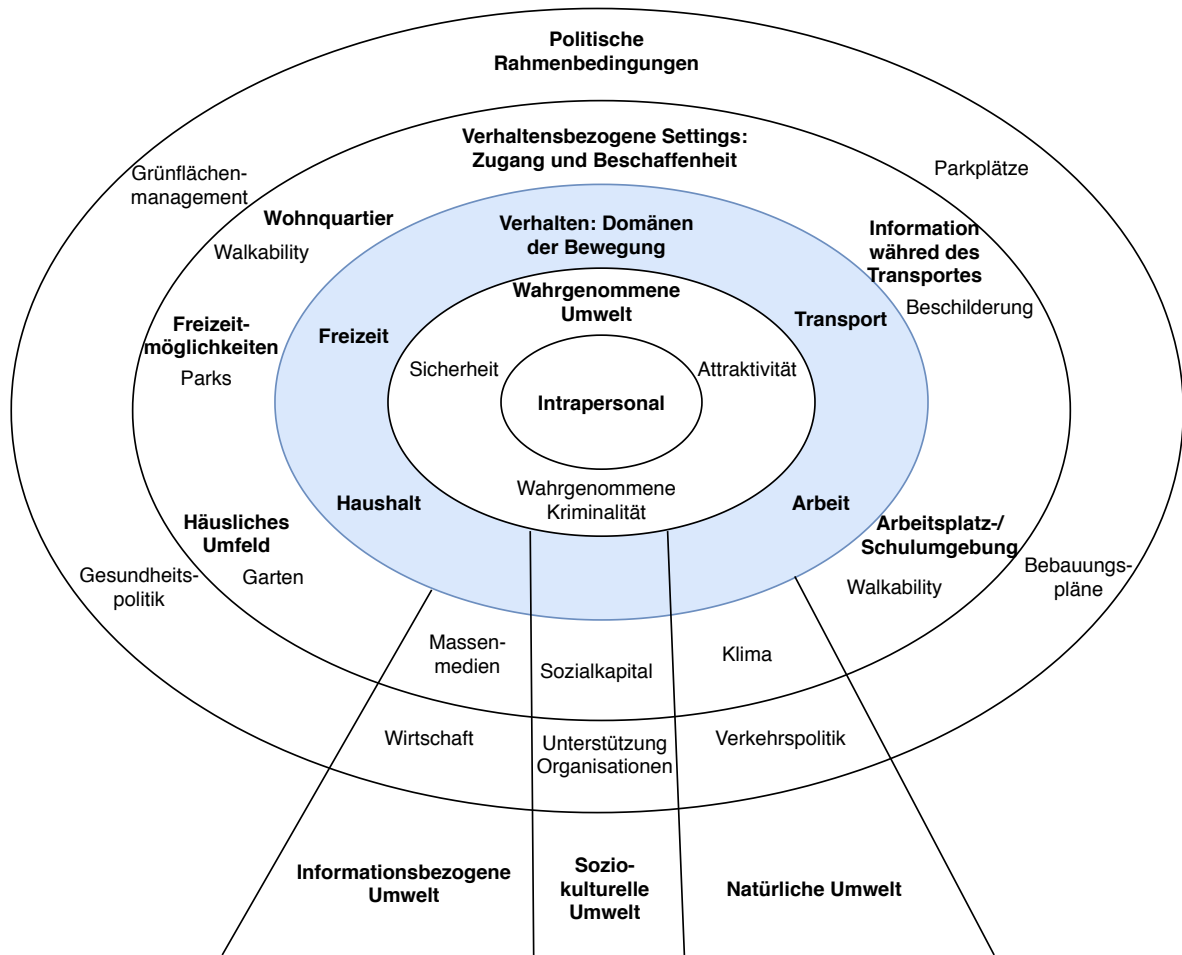 Politische
Rahmenbedingungen
Verhaltensbezogene Settings:
Zugang und Beschaffenheit
Grünflächen-
management
Parkplätze
Wohnquartier
Walkability
Verhalten: Domänen
der Bewegung
Information
währed des
Transportes
Beschilderung
Wahrgenommene
Umwelt
Freizeit-
möglichkeiten
Parks
Freizeit
Transport
Sicherheit
Attraktivität
Intrapersonal
Wahrgenommene
Kriminalität
Haushalt
Arbeit
Häusliches
Umfeld
Garten
Arbeitsplatz-/
Schulumgebung
Walkability
Gesundheits-
politik
Bebauungs-
pläne
Massen-
medien
Sozialkapital
Klima
Wirtschaft
Unterstützung
Organisationen
Verkehrspolitik
Informationsbezogene
Umwelt
Sozio-
kulturelle
Umwelt
Natürliche Umwelt